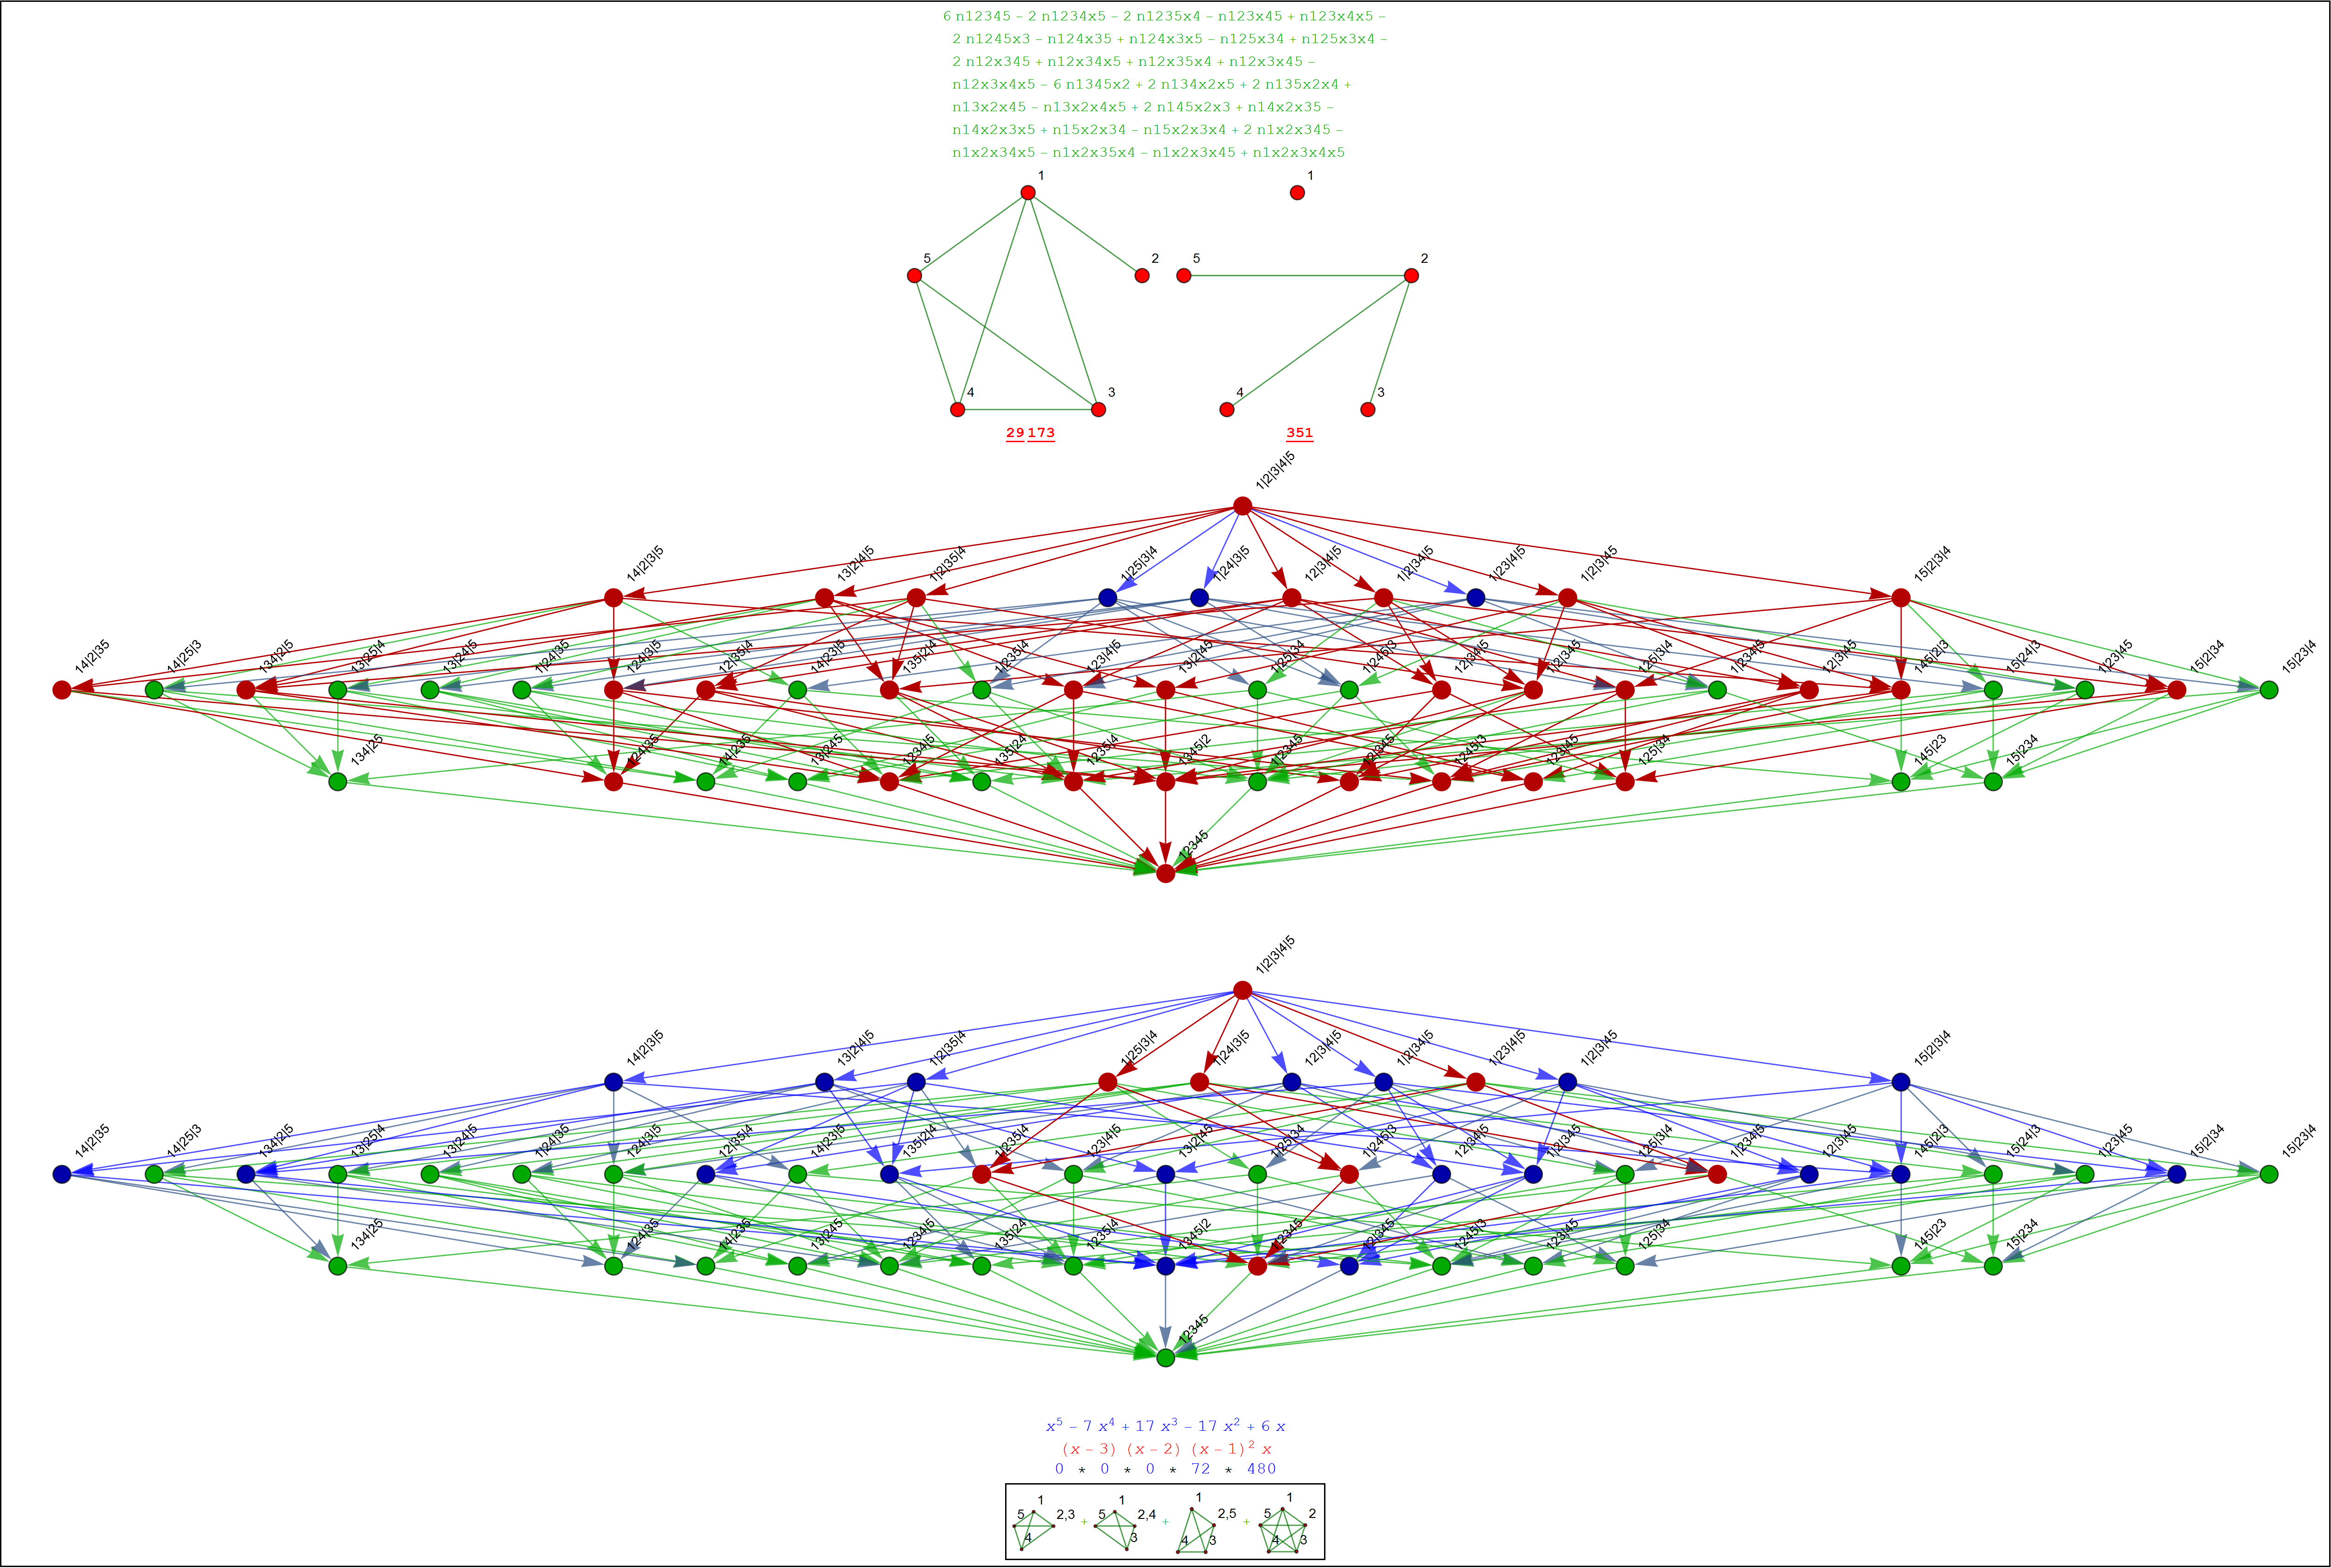 6 n12345 − 2 n1234x5 − 2 n1235x4 − n123x45 + n123x4x5 −
2 n1245x3 − n124x35 + n124x3x5 − n125x34 + n125x3x4 −
2 n12x345 + n12x34x5 + n12x35x4 + n12x3x45 −
n12x3x4x5 − 6 n1345x2 + 2 n134x2x5 + 2 n135x2x4 +
n13x2x45 − n13x2x4x5 + 2 n145x2x3 + n14x2x35 −
n14x2x3x5 + n15x2x34 − n15x2x3x4 + 2 n1x2x345 −
n1x2x34x5 − n1x2x35x4 − n1x2x3x45 + n1x2x3x4x5
1 1
5 2 5 2
4 3 4 3
29 173 351
1|2|3|4|5
14|2|3|5 13|2|4|5 1|2|35|4 1|25|3|4 1|24|3|5 12|3|4|5 1|2|34|5 1|23|4|5 1|2|3|45 15|2|3|4
14|2|35 14|25|3 134|2|5 13|25|4 13|24|5 1|24|35 124|3|5 12|35|4 14|23|5 135|2|4 1|235|4 123|4|5 13|2|45 1|25|34 1|245|3 12|34|5 1|2|345 125|3|4 1|234|5 12|3|45 145|2|3 15|24|3 1|23|45 15|2|34 15|23|4
134|25 124|35 14|235 13|245 1234|5 135|24 1235|4 1345|2 1|2345 12|345 1245|3 123|45 125|34 145|23 15|234
12345
1|2|3|4|5
14|2|3|5 13|2|4|5 1|2|35|4 1|25|3|4 1|24|3|5 12|3|4|5 1|2|34|5 1|23|4|5 1|2|3|45 15|2|3|4
14|2|35 14|25|3 134|2|5 13|25|4 13|24|5 1|24|35 124|3|5 12|35|4 14|23|5 135|2|4 1|235|4 123|4|5 13|2|45 1|25|34 1|245|3 12|34|5 1|2|345 125|3|4 1|234|5 12|3|45 145|2|3 15|24|3 1|23|45 15|2|34 15|23|4
134|25 124|35 14|235 13|245 1234|5 135|24 1235|4 1345|2 1|2345 12|345 1245|3 123|45 125|34 145|23 15|234
12345
x⁵ − 7 x⁴ + 17 x³ − 17 x² + 6 x
(x − 3) (x − 2) (x − 1)² x
0 * 0 * 0 * 72 * 480
1 1 1 1
5 2,3 + 5 2,4 + 2,5 + 5 2
4 3 4 3 4 3